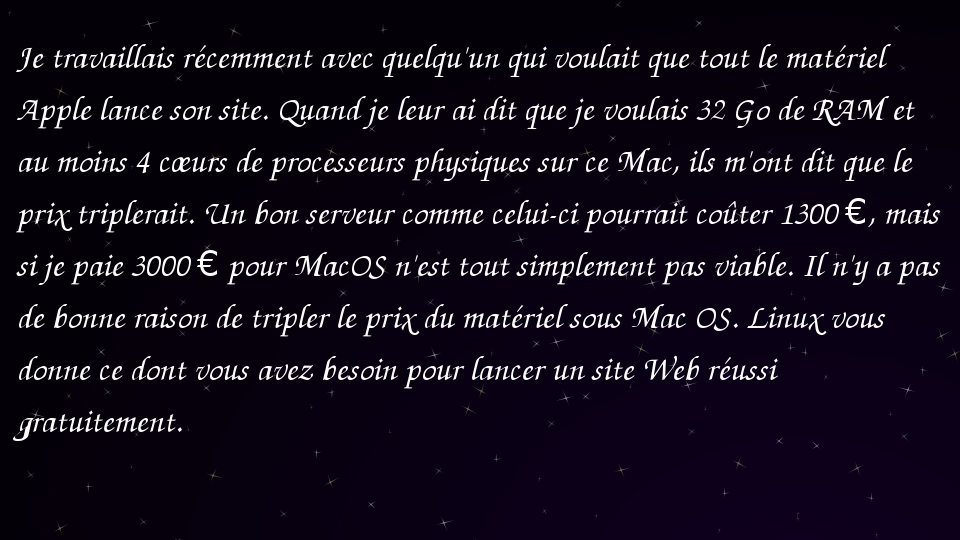 Je travaillais récemment avec quelqu'un qui voulait que tout le matériel
Apple lance son site. Quand je leur ai dit que je voulais 32 Go de RAM et
au moins 4 cœurs de processeurs physiques sur ce Mac, ils m'ont dit que le
prix triplerait. Un bon serveur comme celui-ci pourrait coûter 1300 €, mais
si je paie 3000 € pour MacOS n'est tout simplement pas viable. Il n'y a pas
de bonne raison de tripler le prix du matériel sous Mac OS. Linux vous
donne ce dont vous avez besoin pour lancer un site Web réussi
gratuitement.